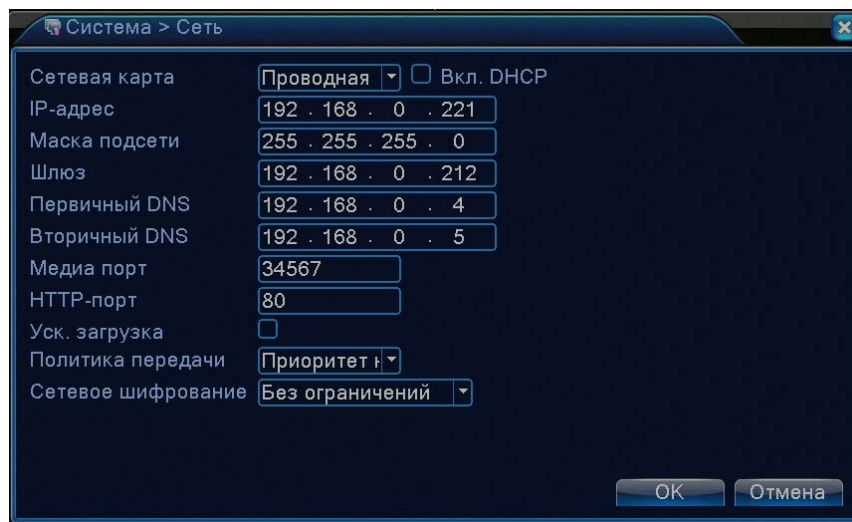 Система > Сеть
Сетевая карта Проводная Вкл. DHCP
IP-адрес 192 . 168 . 0 . 221
Маска подсети 255 . 255 . 255 . 0
Шлюз 192 . 168 . 0 . 212
Первичный DNS 192 . 168 . 0 . 4
Вторичный DNS 192 . 168 . 0 . 5
Медиа порт 34567
HTTP-порт 80
Уск. загрузка
Политика передачи Приоритет
Сетевое шифрование Без ограничений
OK Отмена